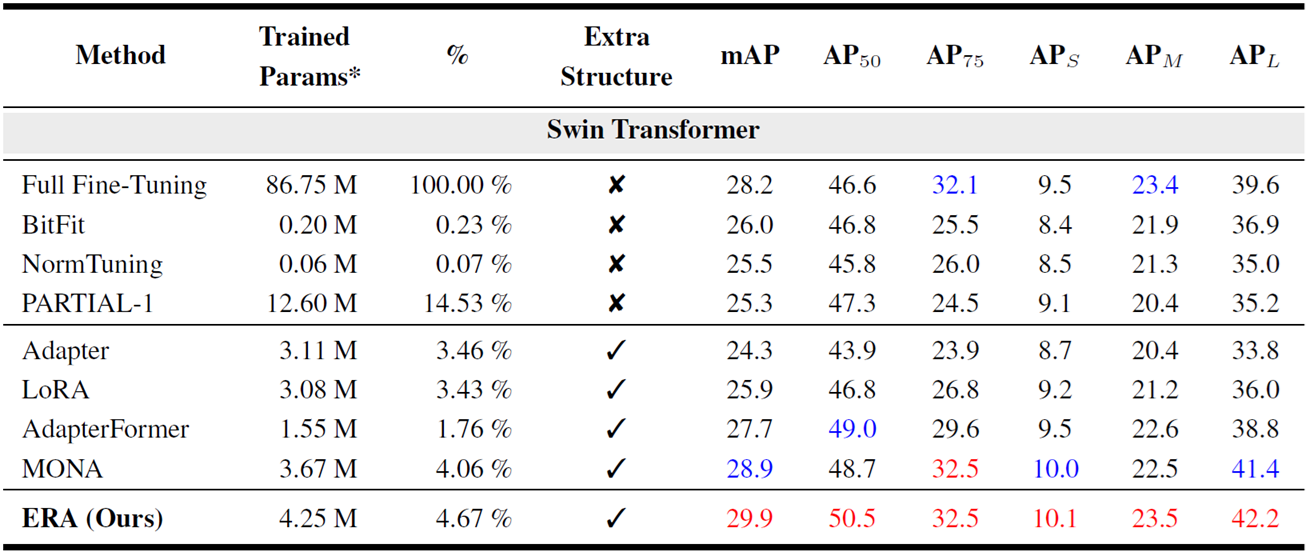 Method Trained Params* % Extra Structure mAP AP50 AP75 APS APM APL
Swin Transformer
Full Fine-Tuning 86.75 M 100.00 % ✘ 28.2 46.6 32.1 9.5 23.4 39.6
BitFit 0.20 M 0.23 % ✘ 26.0 46.8 25.5 8.4 21.9 36.9
NormTuning 0.06 M 0.07 % ✘ 25.5 45.8 26.0 8.5 21.3 35.0
PARTIAL-1 12.60 M 14.53 % ✘ 25.3 47.3 24.5 9.1 20.4 35.2
Adapter 3.11 M 3.46 % ✓ 24.3 43.9 23.9 8.7 20.4 33.8
LoRA 3.08 M 3.43 % ✓ 25.9 46.8 26.8 9.2 21.2 36.0
AdapterFormer 1.55 M 1.76 % ✓ 27.7 49.0 29.6 9.5 22.6 38.8
MONA 3.67 M 4.06 % ✓ 28.9 48.7 32.5 10.0 22.5 41.4
ERA (Ours) 4.25 M 4.67 % ✓ 29.9 50.5 32.5 10.1 23.5 42.2